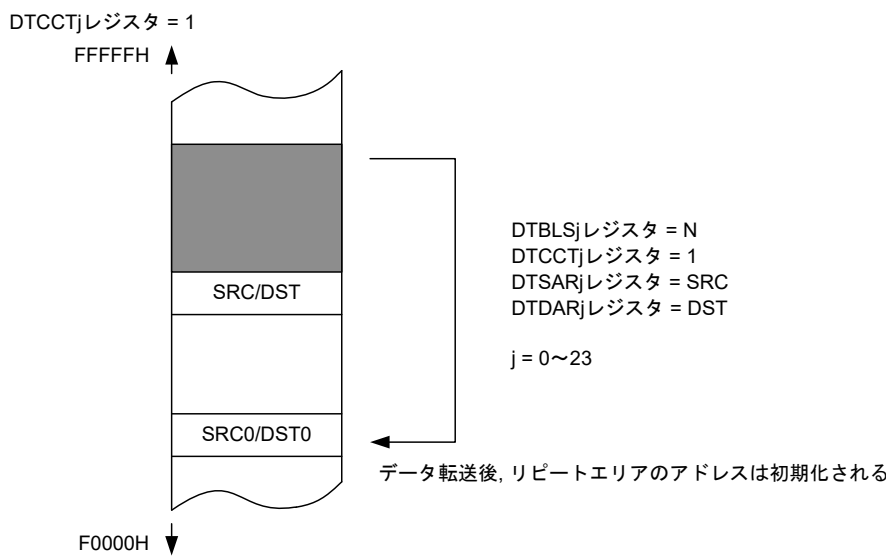 DTCCTjレジスタ = 1
FFFFFH
DTBLSjレジスタ = N
DTCCTjレジスタ = 1
DTSARjレジスタ = SRC
DTDARjレジスタ = DST
SRC/DST
j = 0～23
SRC0/DST0
データ転送後, リピートエリアのアドレスは初期化される
F0000H